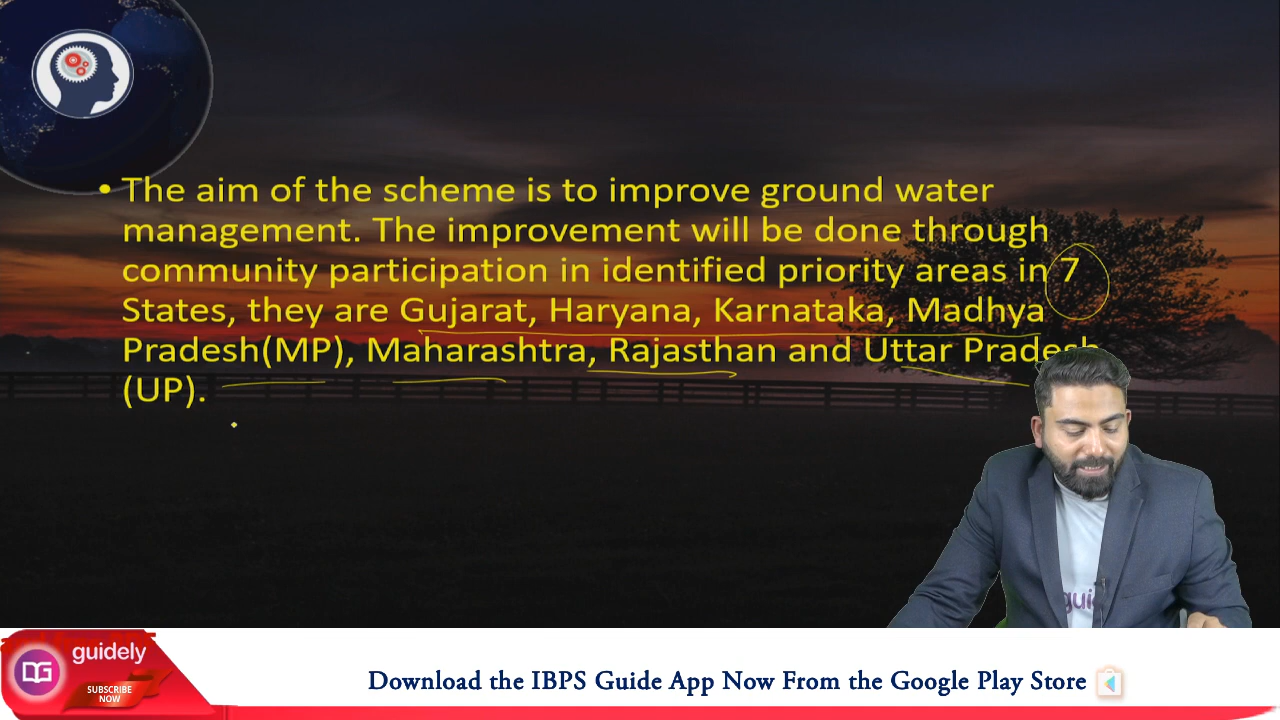 • The aim of the scheme is to improve ground water
management. The improvement will be done through
community participation in identified priority areas in 7
States, they are Gujarat, Haryana, Karnataka, Madhya
Pradesh(MP), Maharashtra, Rajasthan and Uttar Pradesh
(UP).
guid
guidely
SUBSCRIBE
NOW
Download the IBPS Guide App Now From the Google Play Store